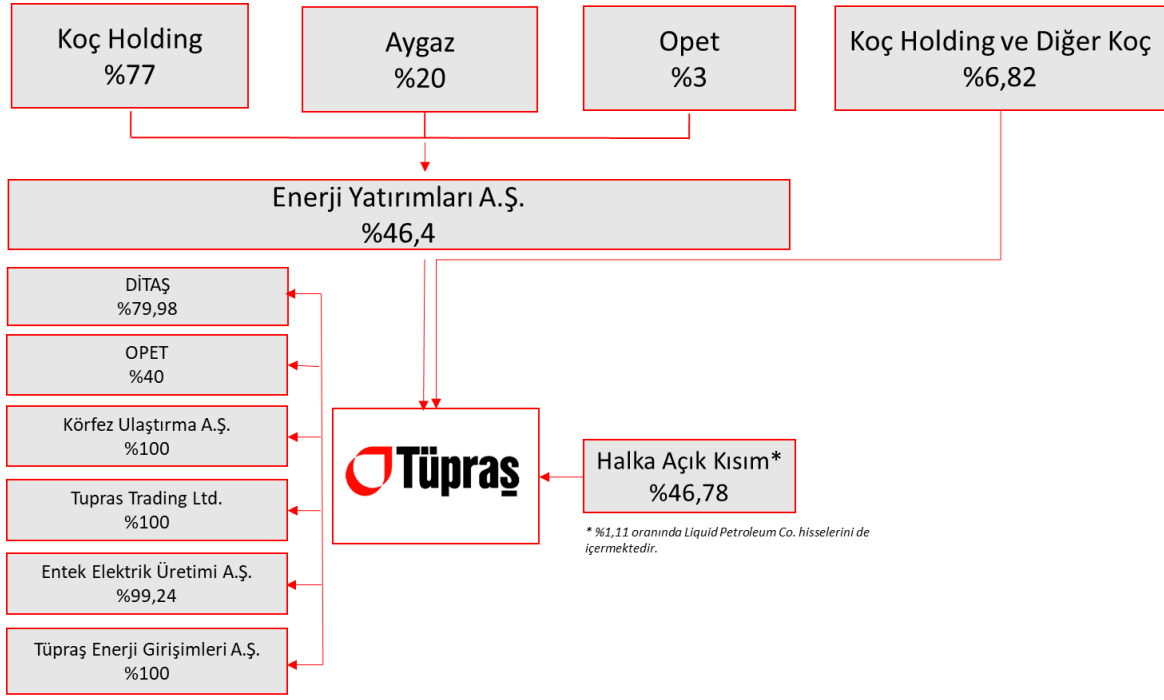 Koç Holding
%77
Aygaz
%20
Opet
%3
Koç Holding ve Diğer Koç
%6,82
Enerji Yatırımları A.Ş.
%46,4
DİTAŞ
%79,98
OPET
%40
Körfez Ulaştırma A.Ş.
%100
Tupras Trading Ltd.
%100
Entek Elektrik Üretimi A.Ş.
%99,24
Tüpraş Enerji Girişimleri A.Ş.
%100
Tüpraş
Halka Açık Kısım*
%46,78
* %1,11 oranında Liquid Petroleum Co. hisselerini de
içermektedir.